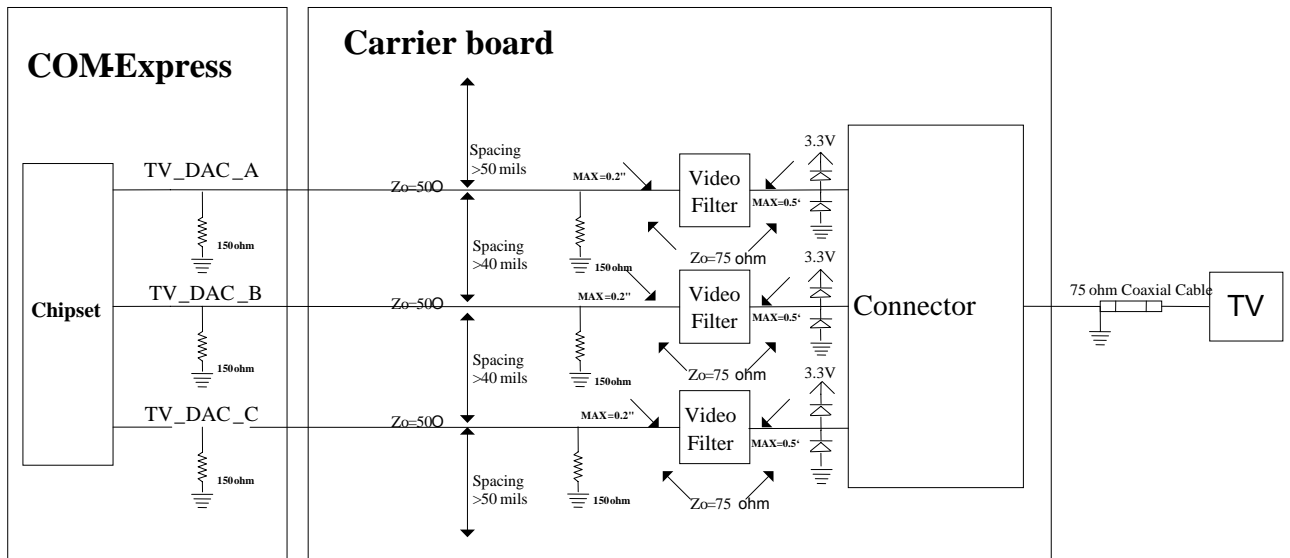 COM-Express
Carrier board
Chipset
TV_DAC_A
150ohm
TV_DAC_B
150ohm
TV_DAC_C
150ohm
Zo=50Ω
Zo=50Ω
Zo=50Ω
Spacing
>50 mils
Spacing
>40 mils
Spacing
>40 mils
Spacing
>50 mils
150ohm
150ohm
150ohm
MAX=0.2"
Video
Filter
MAX=0.5‘
3.3V
Zo=75 ohm
MAX=0.2"
Video
Filter
MAX=0.5‘
3.3V
Zo=75 ohm
MAX=0.2"
Video
Filter
MAX=0.5‘
3.3V
Zo=75 ohm
Connector
75 ohm Coaxial Cable
TV